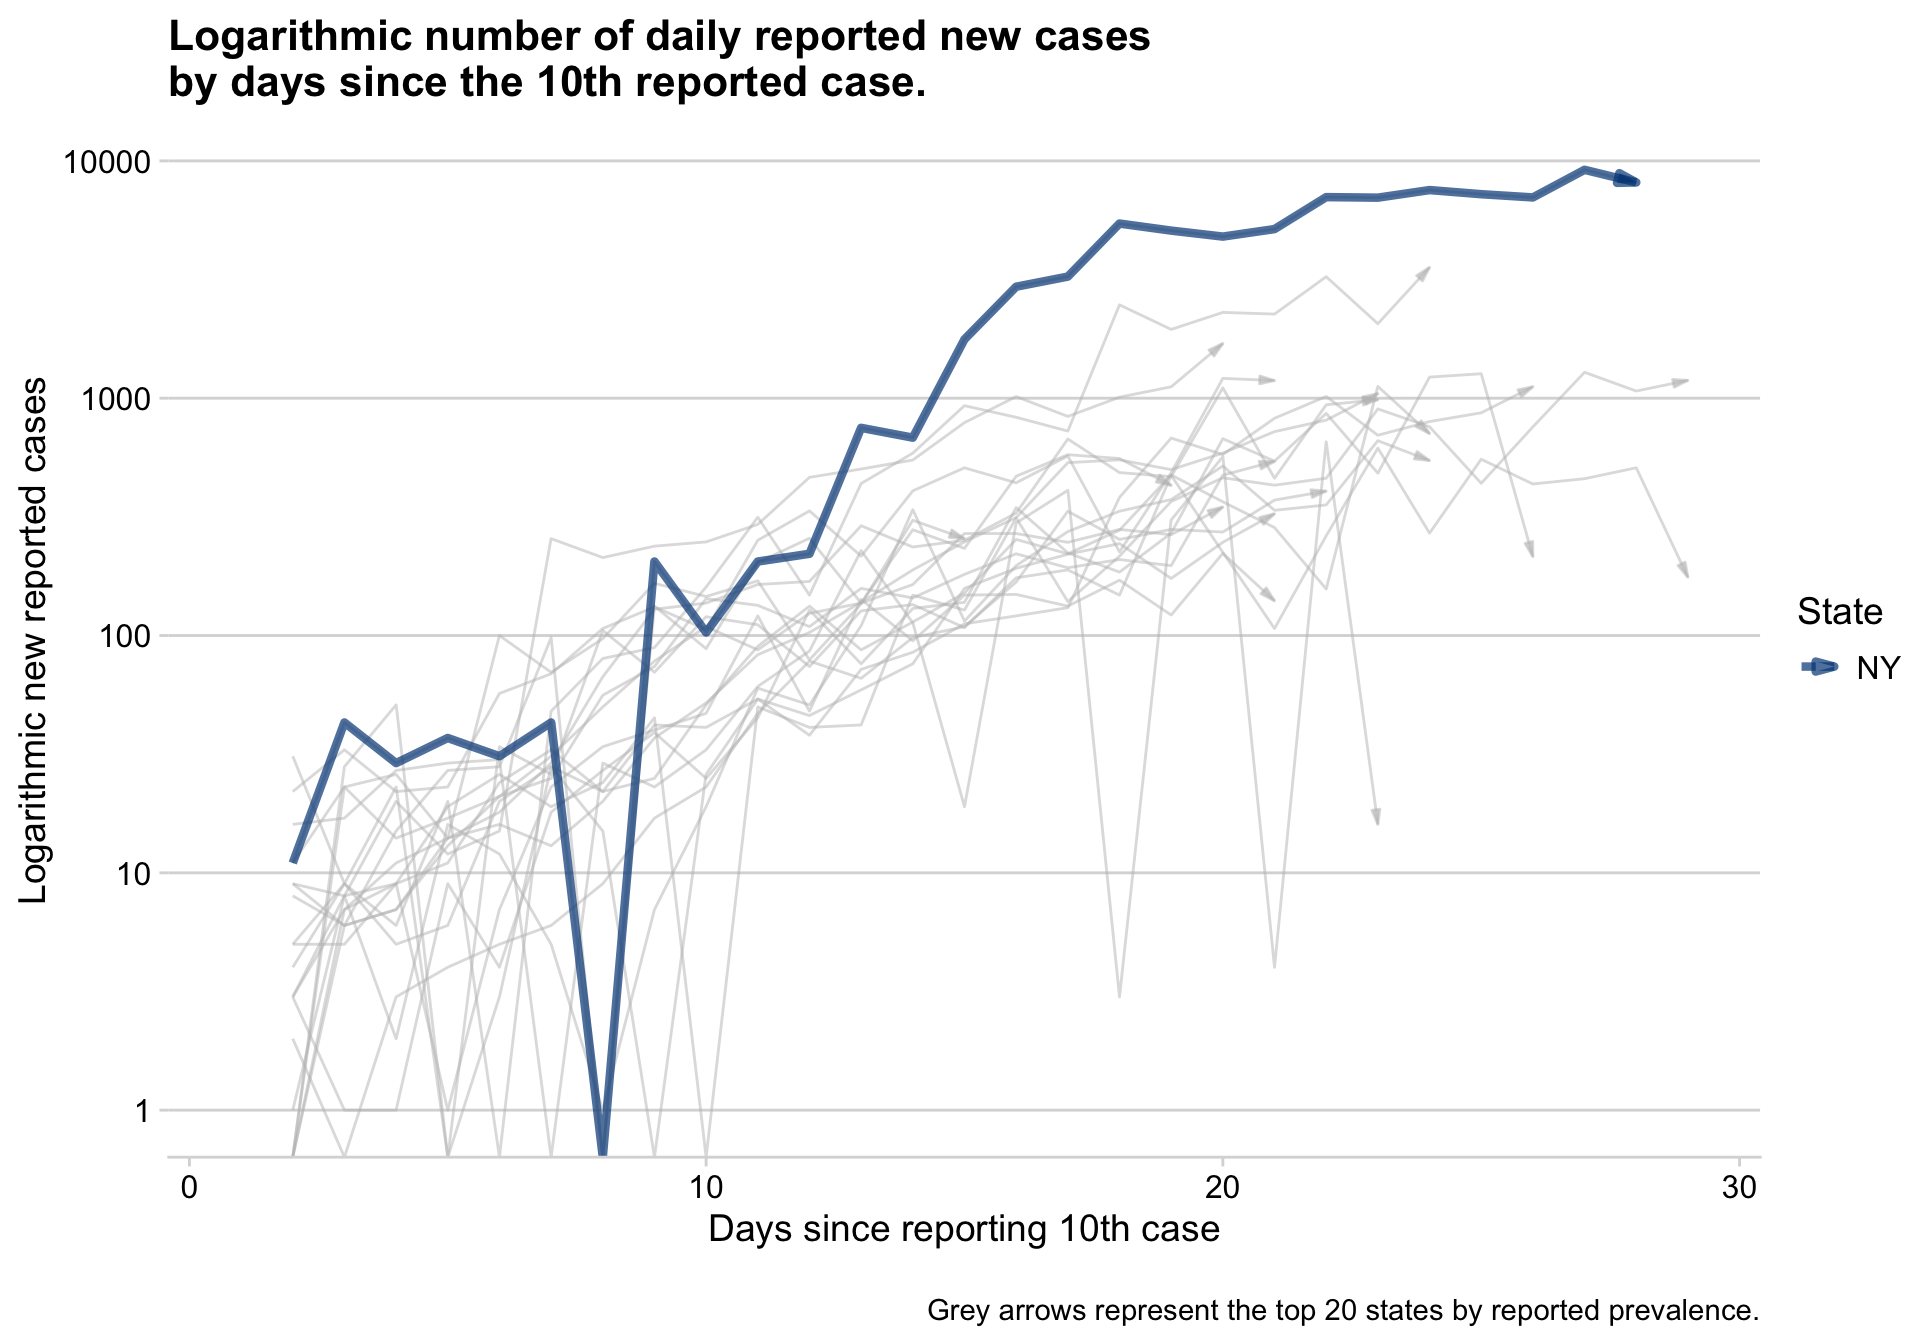 Logarithmic number of daily reported new cases
by days since the 10th reported case.
10000
1000
100
10
1
Logarithmic new reported cases
0 10 20 30
Days since reporting 10th case
State
NY
Grey arrows represent the top 20 states by reported prevalence.